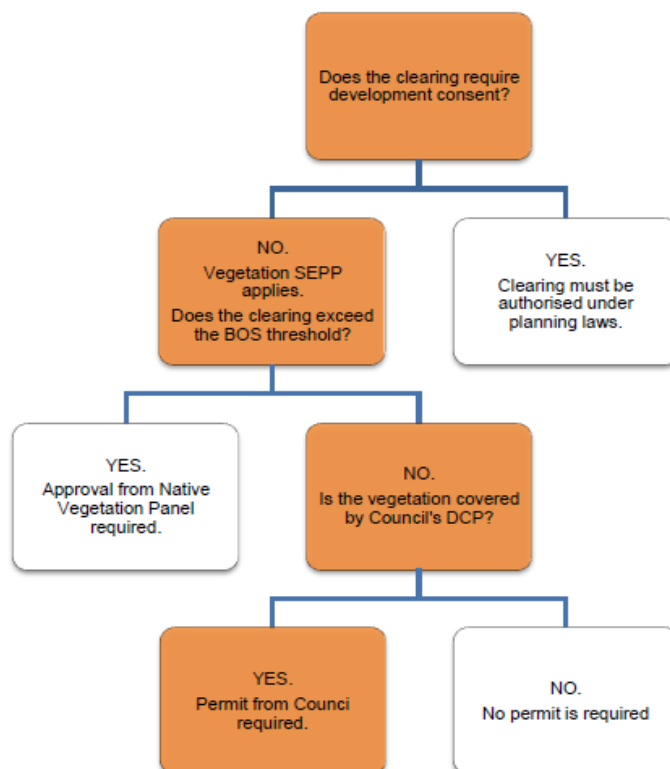 Does the clearing require
development consent?
NO.
Vegetation SEPP
applies.
Does the clearing exceed
the BOS threshold?
YES.
Clearing must be
authorised under
planning laws.
YES.
Approval from Native
Vegetation Panel
required.
NO.
Is the vegetation covered
by Council's DCP?
YES.
Permit from Counci
required.
NO.
No permit is required